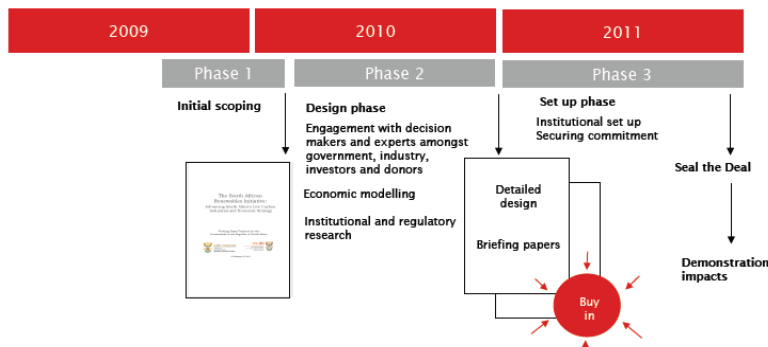 2009
2010
2011
Phase 1
Phase 2
Phase 3
Initial scoping
Design phase
Engagement with decision
makers and experts amongst
government, industry,
investors and donors
Economic modelling
Institutional and regulatory
research
Set up phase
Institutional set up
Securing commitment
Seal the Deal
Demonstration
impacts
The South African
Renewables Initiative:
Detailed
design
Briefing papers
Buy
in